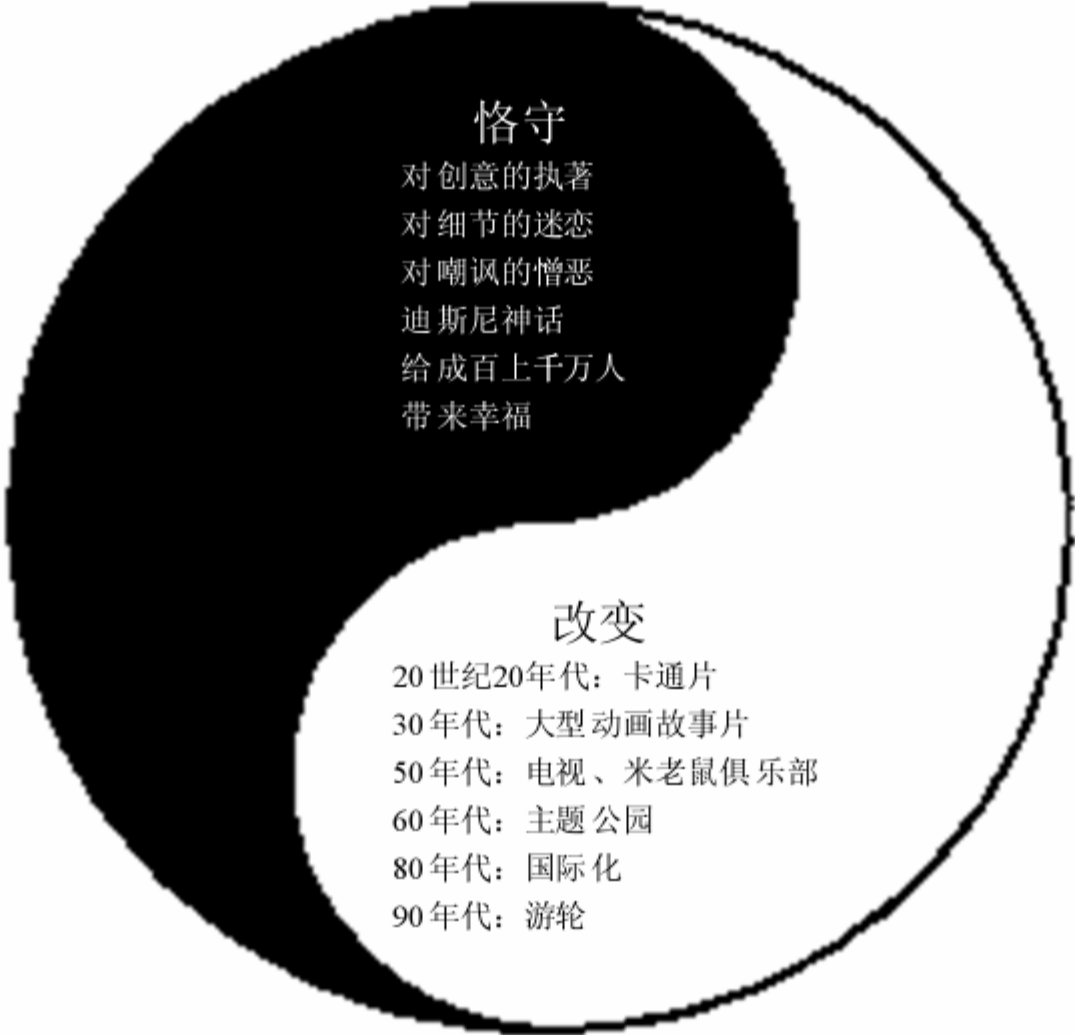 恪守
对创意的执著
对细节的迷恋
对嘲讽的憎恶
迪斯尼神话
给成百上千万人
带来幸福
改变
20世纪20年代：卡通片
30年代：大型动画故事片
50年代：电视、米老鼠俱乐部
60年代：主题公园
80年代：国际化
90年代：游轮